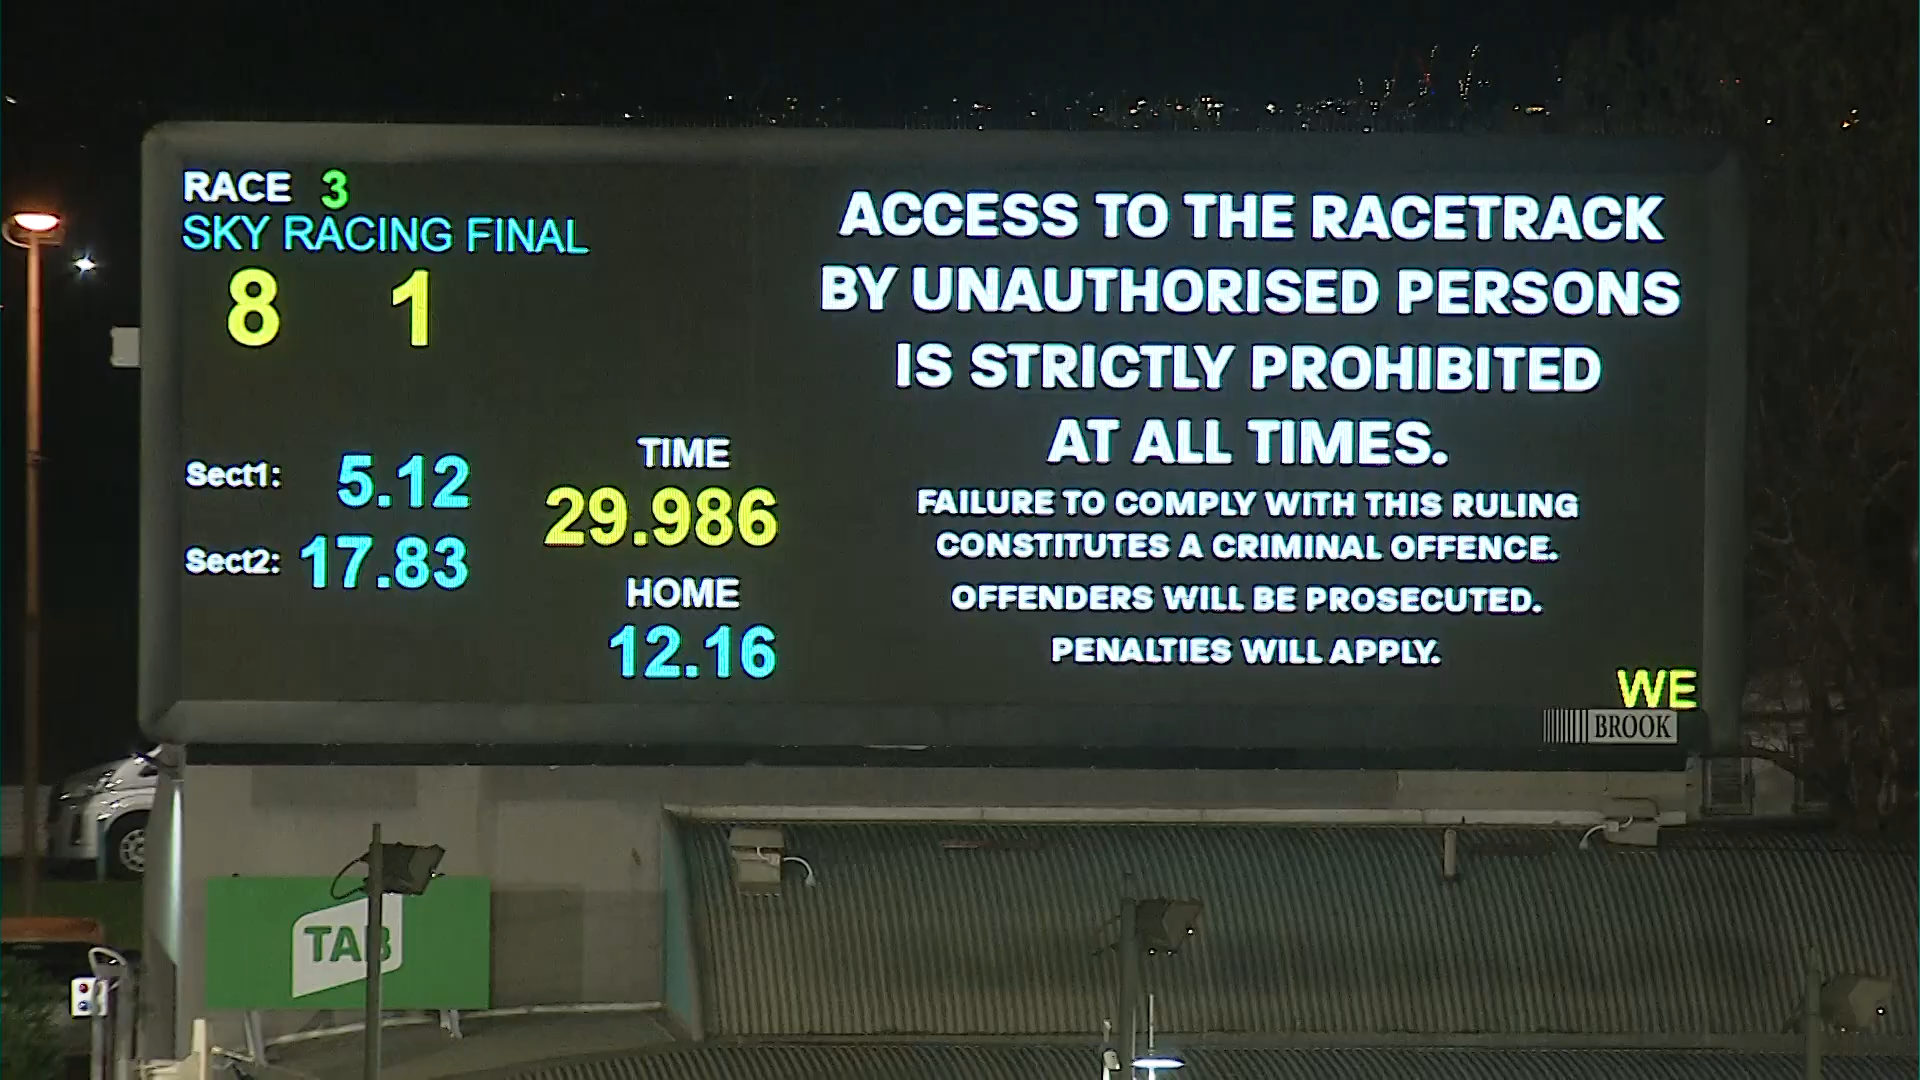 RACE 3
SKY RACING FINAL
8 1
Sect1: 5.12
Sect2: 17.83
TIME
29.986
HOME
12.16
ACCESS TO THE RACETRACK
BY UNAUTHORISED PERSONS
IS STRICTLY PROHIBITED
AT ALL TIMES.
FAILURE TO COMPLY WITH THIS RULING
CONSTITUTES A CRIMINAL OFFENCE.
OFFENDERS WILL BE PROSECUTED.
PENALTIES WILL APPLY.
WE
BROOK
TAB